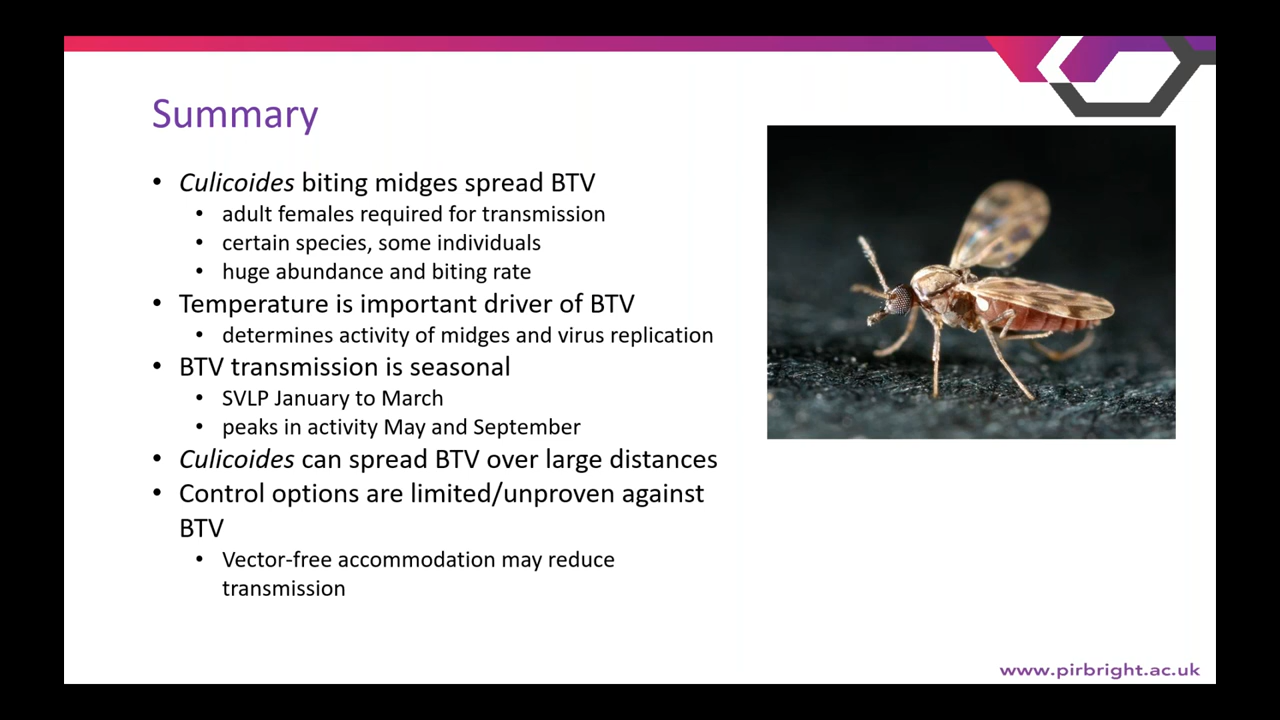 Summary
• Culicoides biting midges spread BTV
• adult females required for transmission
• certain species, some individuals
• huge abundance and biting rate
• Temperature is important driver of BTV
• determines activity of midges and virus replication
• BTV transmission is seasonal
• SVLP January to March
• peaks in activity May and September
• Culicoides can spread BTV over large distances
• Control options are limited/unproven against
BTV
• Vector-free accommodation may reduce
transmission
www.pirbright.ac.uk